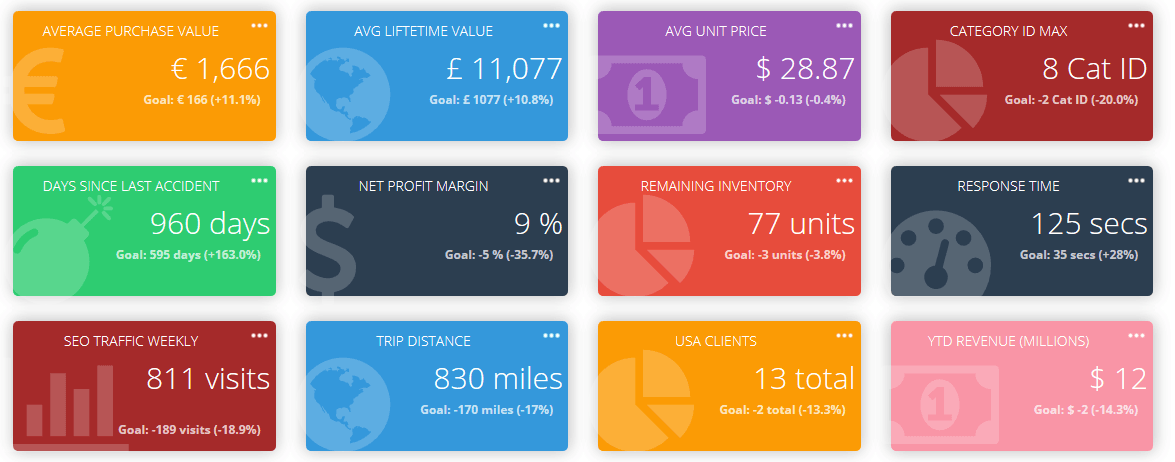 AVERAGE PURCHASE VALUE
€ 1,666
Goal: € 166 (+11.1%)
AVG LIFTETIME VALUE
£ 11,077
Goal: £ 1077 (+10.8%)
AVG UNIT PRICE
$ 28.87
Goal: $ -0.13 (-0.4%)
CATEGORY ID MAX
8 Cat ID
Goal: -2 Cat ID (-20.0%)
DAYS SINCE LAST ACCIDENT
960 days
Goal: 595 days (+163.0%)
NET PROFIT MARGIN
9 %
Goal: -5 % (-35.7%)
REMAINING INVENTORY
77 units
Goal: -3 units (-3.8%)
RESPONSE TIME
125 secs
Goal: 35 secs (+28%)
SEO TRAFFIC WEEKLY
811 visits
Goal: -189 visits (-18.9%)
TRIP DISTANCE
830 miles
Goal: -170 miles (-17%)
USA CLIENTS
13 total
Goal: -2 total (-13.3%)
YTD REVENUE (MILLIONS)
$ 12
Goal: $ -2 (-14.3%)